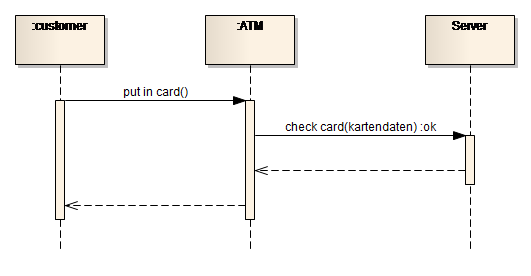 :customer
:ATM
Server
put in card()
check card(kartendaten) :ok